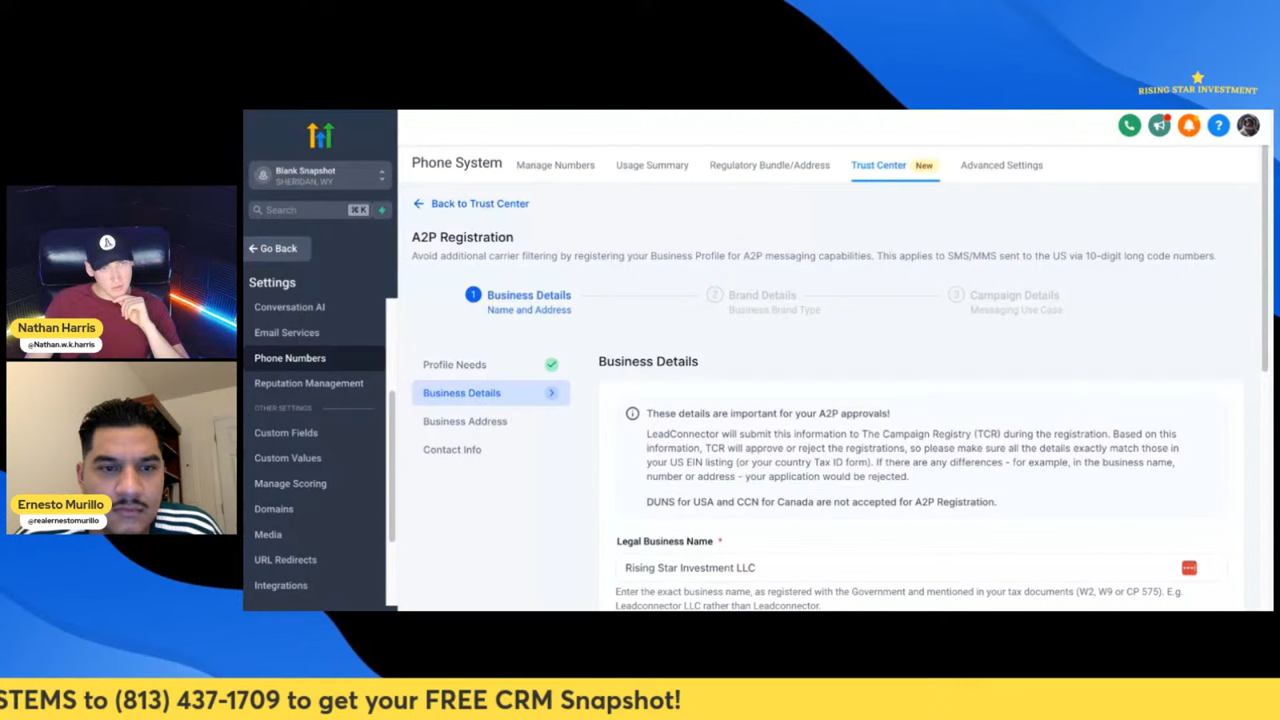 RISING STAR INVESTMENT
Blank Snapshot
SHERIDAN, WY
Search
⌘ K
Go Back
Settings
Conversation AI
Email Services
Phone Numbers
Reputation Management
OTHER SETTINGS
Custom Fields
Custom Values
Manage Scoring
Domains
Media
URL Redirects
Integrations
Phone System
Manage Numbers
Usage Summary
Regulatory Bundle/Address
Trust Center
New
Advanced Settings
Back to Trust Center
A2P Registration
Avoid additional carrier filtering by registering your Business Profile for A2P messaging capabilities. This applies to SMS/MMS sent to the US via 10-digit long code numbers.
1
Business Details
Name and Address
2
Brand Details
Business Brand Type
3
Campaign Details
Messaging Use Case
Profile Needs
Business Details
Business Address
Contact Info
Business Details
These details are important for your A2P approvals!
LeadConnector will submit this information to The Campaign Registry (TCR) during the registration. Based on this
information, TCR will approve or reject the registrations, so please make sure all the details exactly match those in
your US EIN listing (or your country Tax ID form). If there are any differences - for example, in the business name,
number or address - your application would be rejected.
DUNS for USA and CCN for Canada are not accepted for A2P Registration.
Legal Business Name *
Rising Star Investment LLC
Enter the exact business name, as registered with the Government and mentioned in your tax documents (W2, W9 or CP 575). E.g.
Leadconnector LLC rather than Leadconnector.
Nathan Harris
@Nathan.w.k.harris
Ernesto Murillo
@realernestomurillo
STEMS to (813) 437-1709 to get your FREE CRM Snapshot!